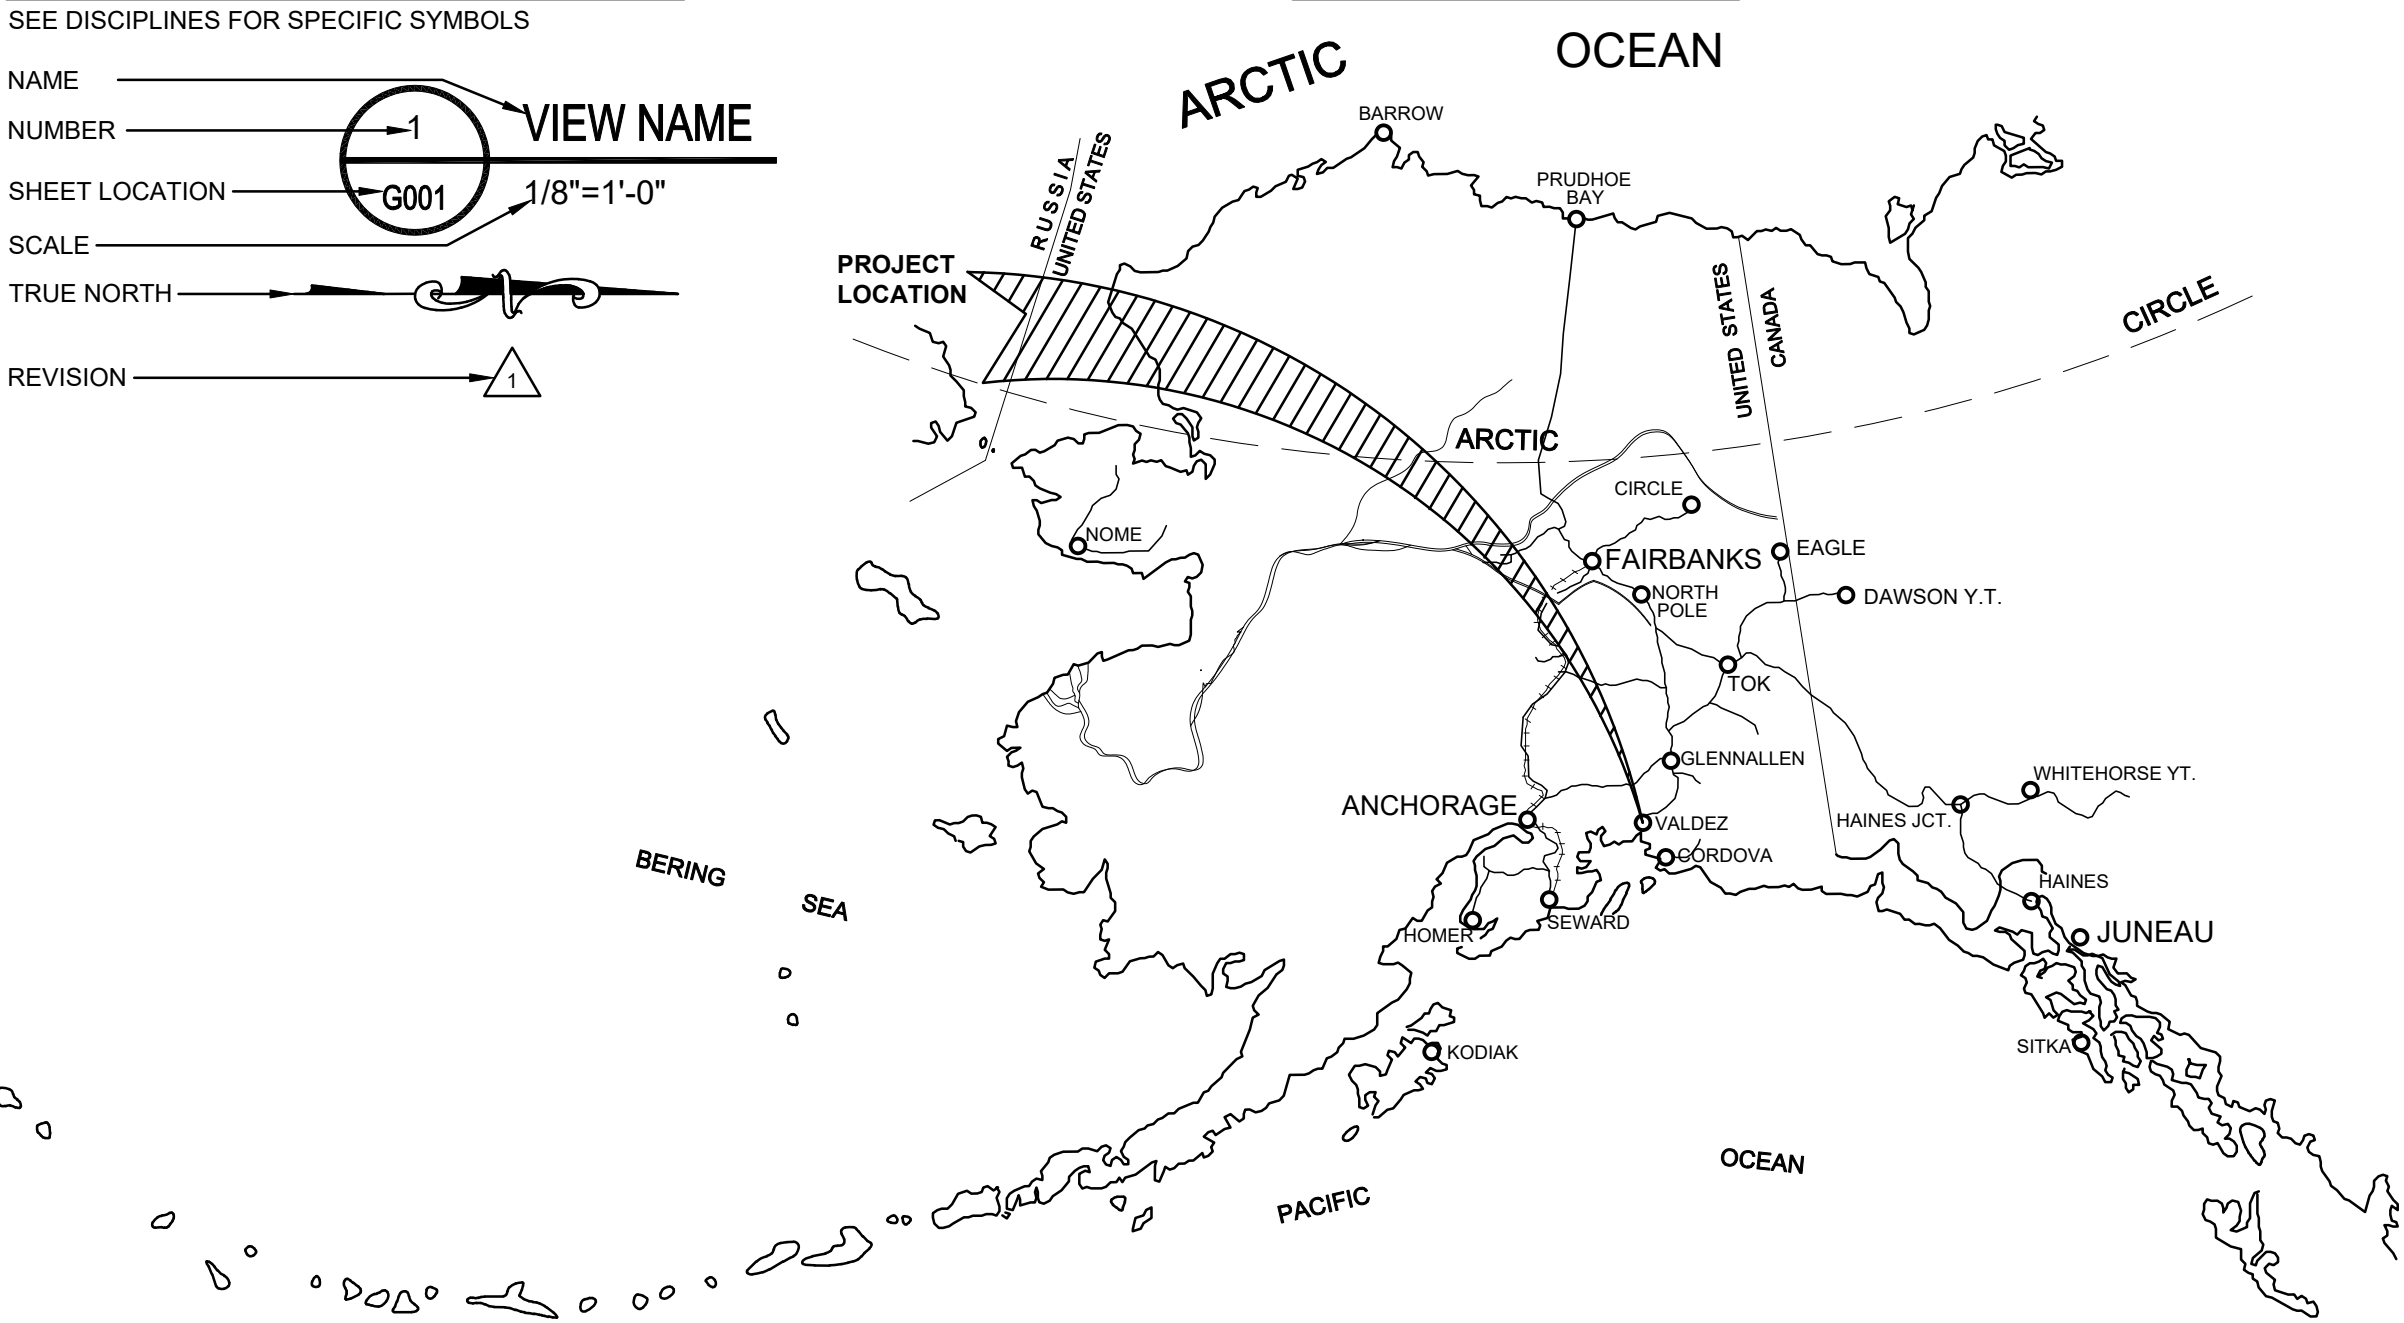 SEE DISCIPLINES FOR SPECIFIC SYMBOLS
NAME
VIEW NAME
NUMBER
1
SHEET LOCATION
G001
1/8"=1'-0"
SCALE
TRUE NORTH
REVISION
1
ARCTIC
OCEAN
BARROW
PRUDHOE
BAY
RUSSIA
UNITED STATES
PROJECT
LOCATION
UNITED STATES
CANADA
CIRCLE
ARCTIC
CIRCLE
NOME
FAIRBANKS
EAGLE
NORTH
POLE
DAWSON Y.T.
TOK
GLENNALLEN
WHITEHORSE YT.
ANCHORAGE
VALDEZ
HAINES JCT.
CORDOVA
BERING
SEA
HAINES
HOMER
SEWARD
JUNEAU
KODIAK
SITKA
PACIFIC
OCEAN